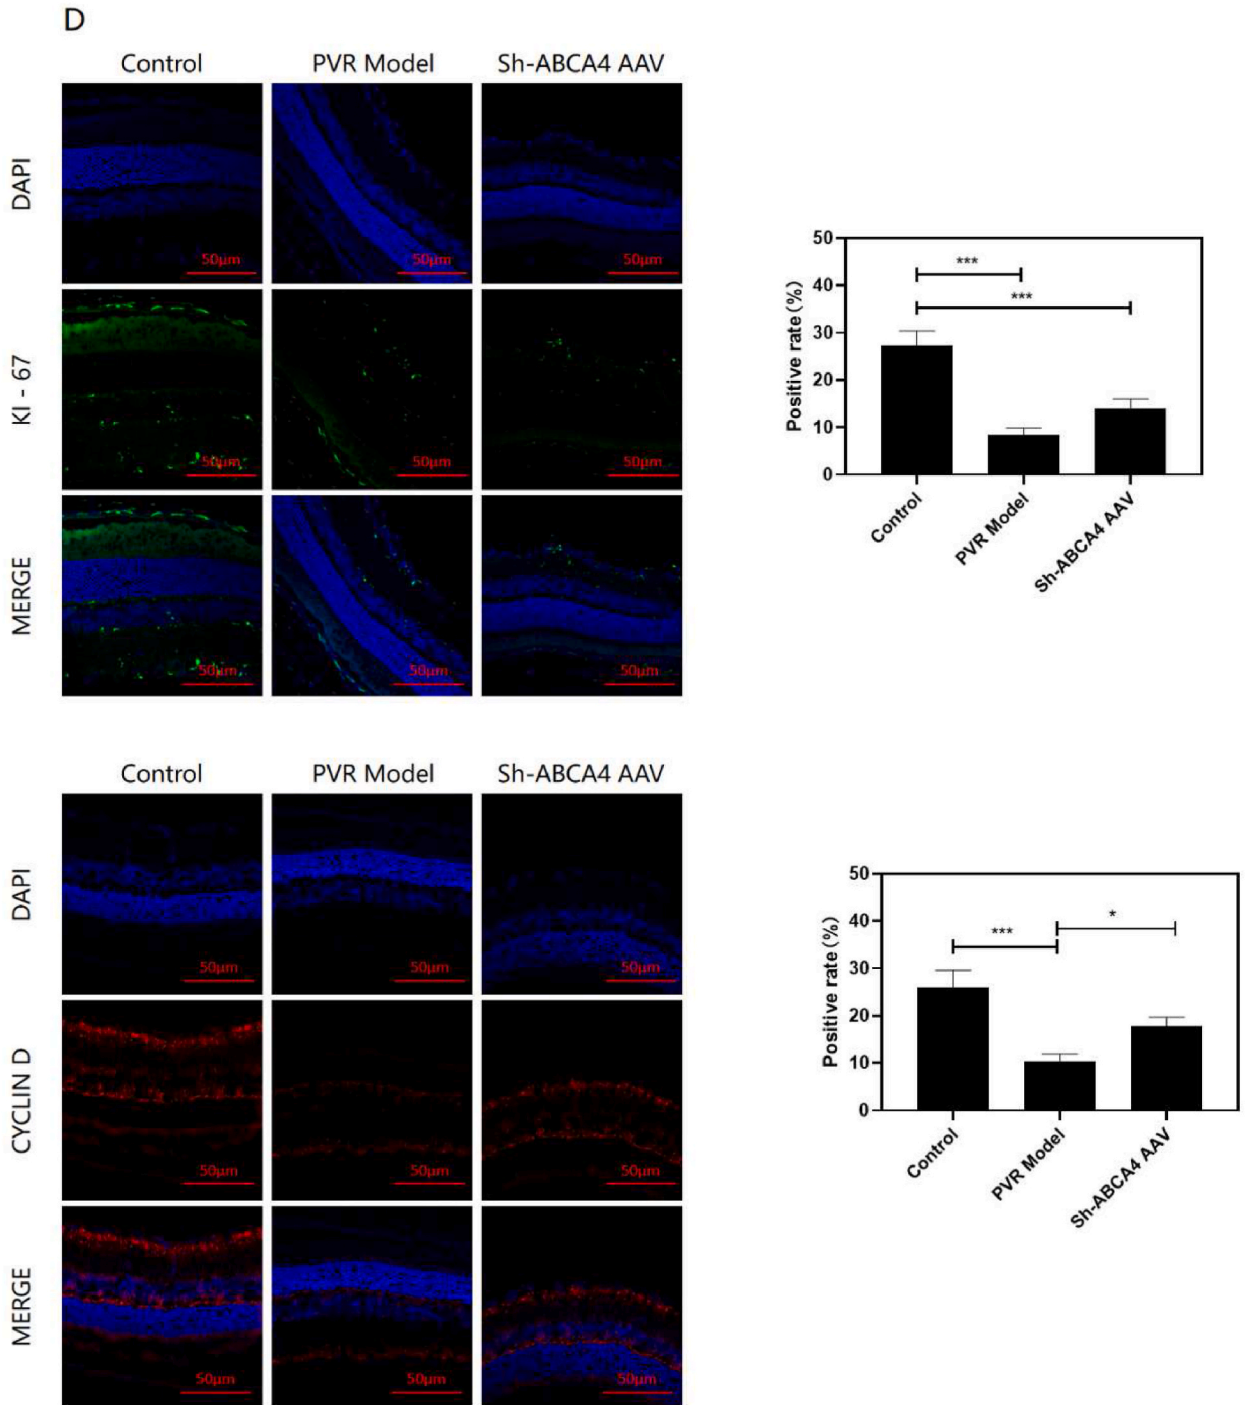 D
Control PVR Model Sh-ABCA4 AAV
DAPI
50μm 50μm 50μm
KI - 67
50μm 50μm 50μm
MERGE
50μm 50μm 50μm
50
40
30
20
10
0
Positive rate (%)
***
***
Control
PVR Model
Sh-ABCA4 AAV
Control PVR Model Sh-ABCA4 AAV
DAPI
50μm 50μm 50μm
CYCLIN D
50μm 50μm 50μm
MERGE
50μm 50μm 50μm
50
40
30
20
10
0
Positive rate (%)
***
*
Control
PVR Model
Sh-ABCA4 AAV